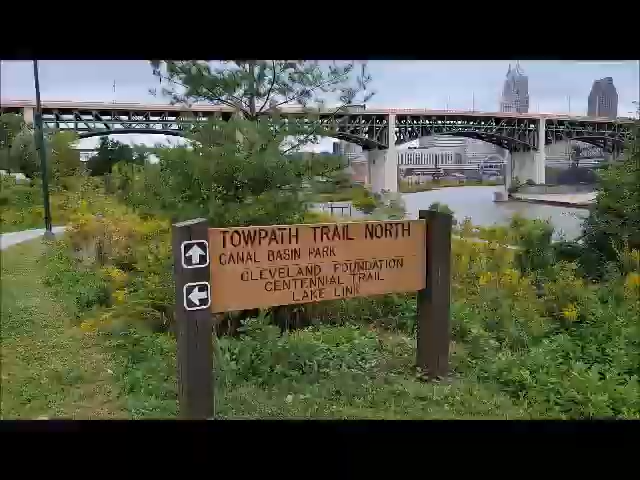 TOWPATH TRAIL NORTH
CANAL BASIN PARK
CLEVELAND FOUNDATION
CENTENNIAL TRAIL
LAKE LINK